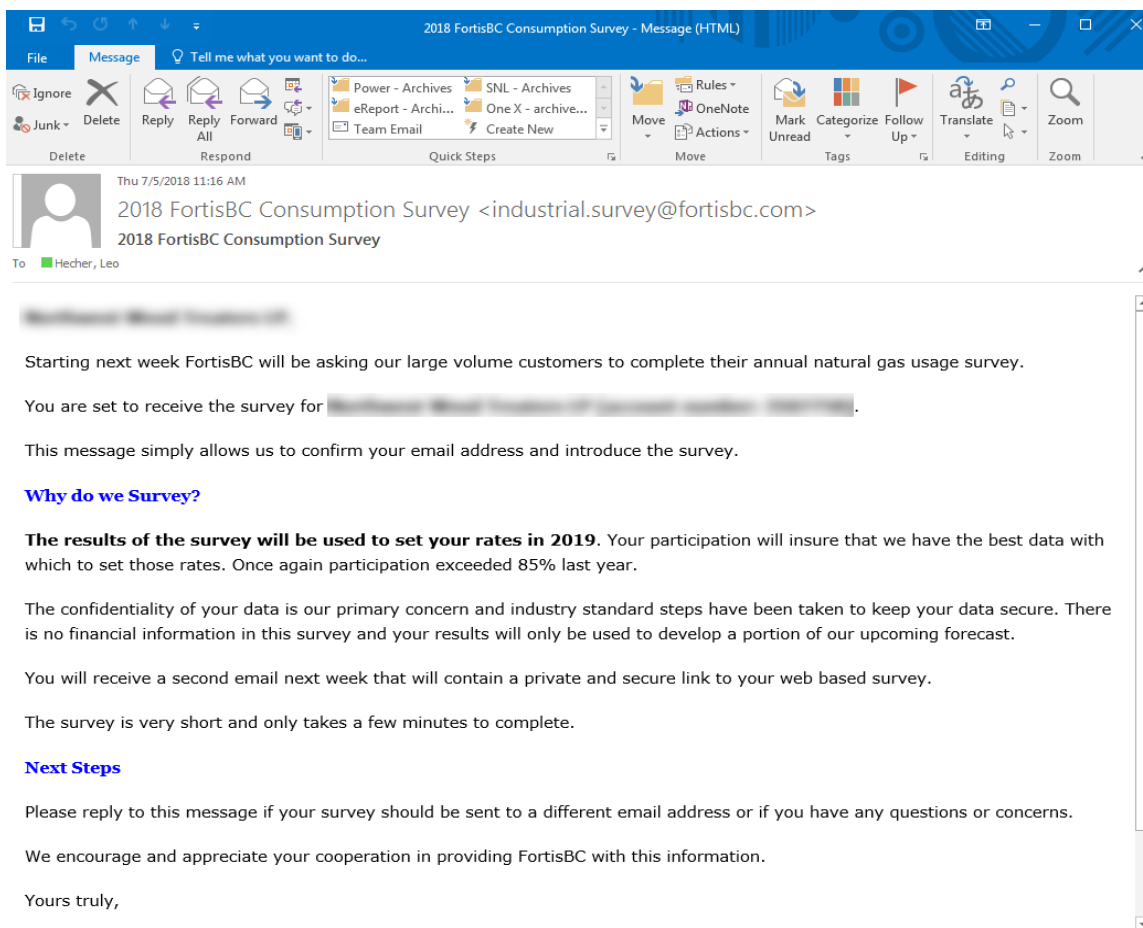 2018 FortisBC Consumption Survey - Message (HTML)
File Message Tell me what you want to do...
Ignore
Junk
Delete
Reply
Reply All
Forward
Power - Archives
eReport - Archi...
Team Email
SNL - Archives
One X - archive...
Create New
Move
Rules
OneNote
Actions
Mark Unread
Categorize
Follow Up
Translate
Zoom
Delete Respond Quick Steps Move Tags Editing Zoom
Thu 7/5/2018 11:16 AM
2018 FortisBC Consumption Survey <industrial.survey@fortisbc.com>
2018 FortisBC Consumption Survey
To Hecher, Leo
Starting next week FortisBC will be asking our large volume customers to complete their annual natural gas usage survey.
You are set to receive the survey for .
This message simply allows us to confirm your email address and introduce the survey.
Why do we Survey?
The results of the survey will be used to set your rates in 2019. Your participation will insure that we have the best data with
which to set those rates. Once again participation exceeded 85% last year.
The confidentiality of your data is our primary concern and industry standard steps have been taken to keep your data secure. There
is no financial information in this survey and your results will only be used to develop a portion of our upcoming forecast.
You will receive a second email next week that will contain a private and secure link to your web based survey.
The survey is very short and only takes a few minutes to complete.
Next Steps
Please reply to this message if your survey should be sent to a different email address or if you have any questions or concerns.
We encourage and appreciate your cooperation in providing FortisBC with this information.
Yours truly,